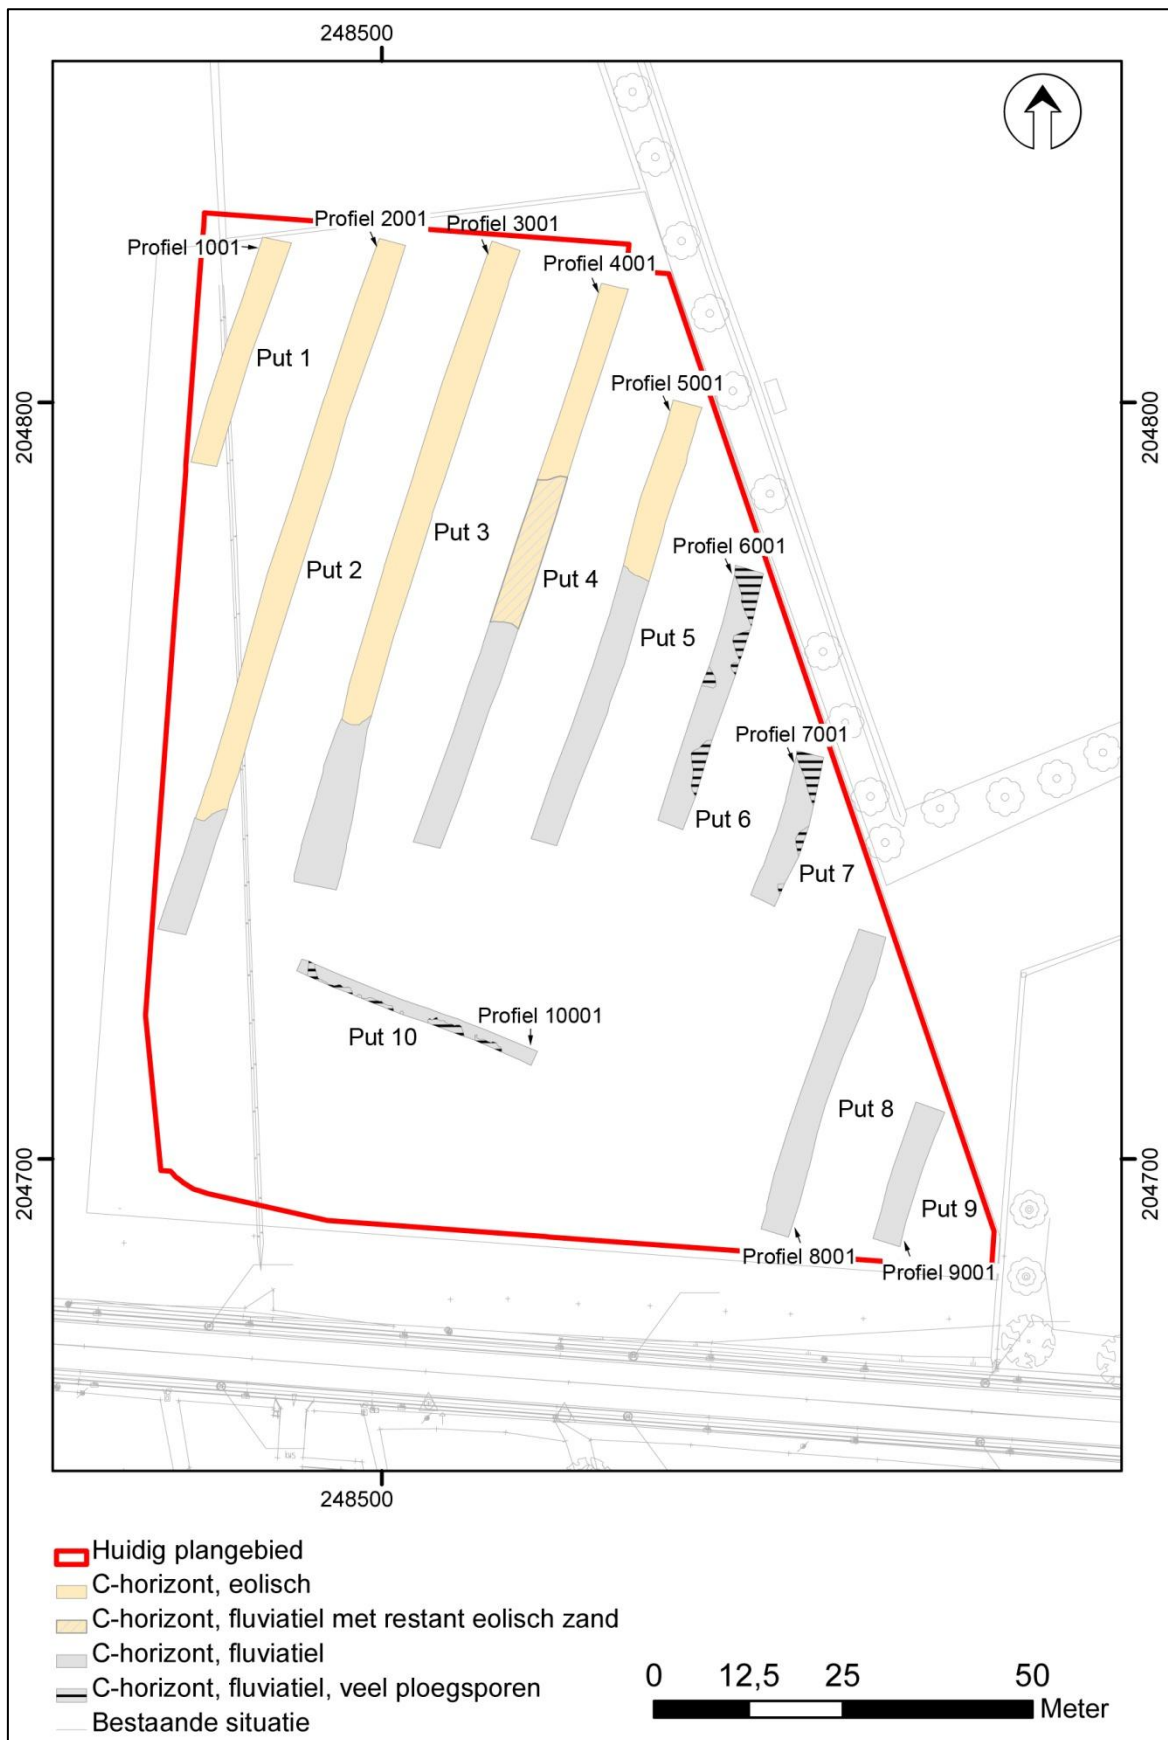 248500
Profiel 2001
Profiel 3001
Profiel 1001
Profiel 4001
Put 1
Profiel 5001
204800
204800
Put 3
Profiel 6001
Put 2
Put 4
Put 5
Profiel 7001
Put 6
Put 7
Profiel 10001
Put 10
Put 8
204700
204700
Put 9
Profiel 8001
Profiel 9001
248500
Huidig plangebied
C-horizont, eolisch
C-horizont, fluviatiel met restant eolisch zand
C-horizont, fluviatiel
C-horizont, fluviatiel, veel ploegsporen
Bestaande situatie
0 12,5 25 50
Meter